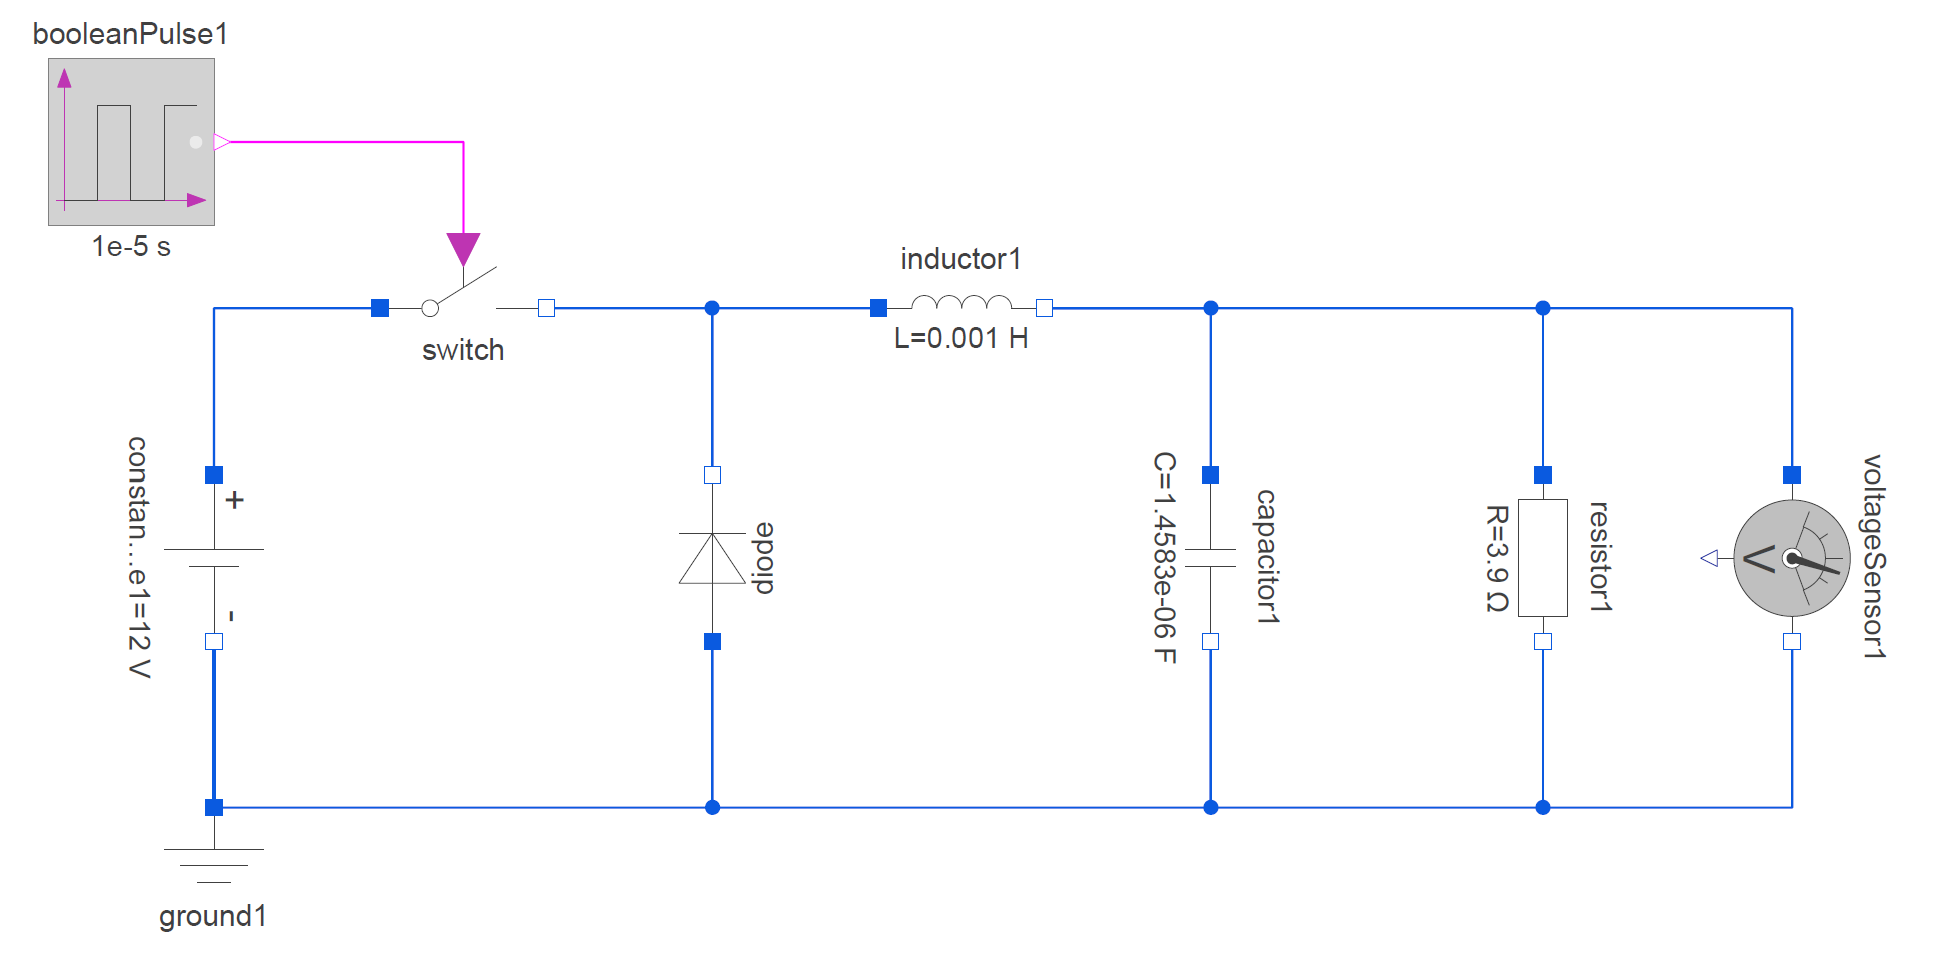 booleanPulse1
1e-5 s
switch
inductor1
L=0.001 H
constan...e1=12 V
+
-
diode
C=1.4583e-06 F
capacitor1
R=3.9 Ω
resistor1
V
voltageSensor1
ground1